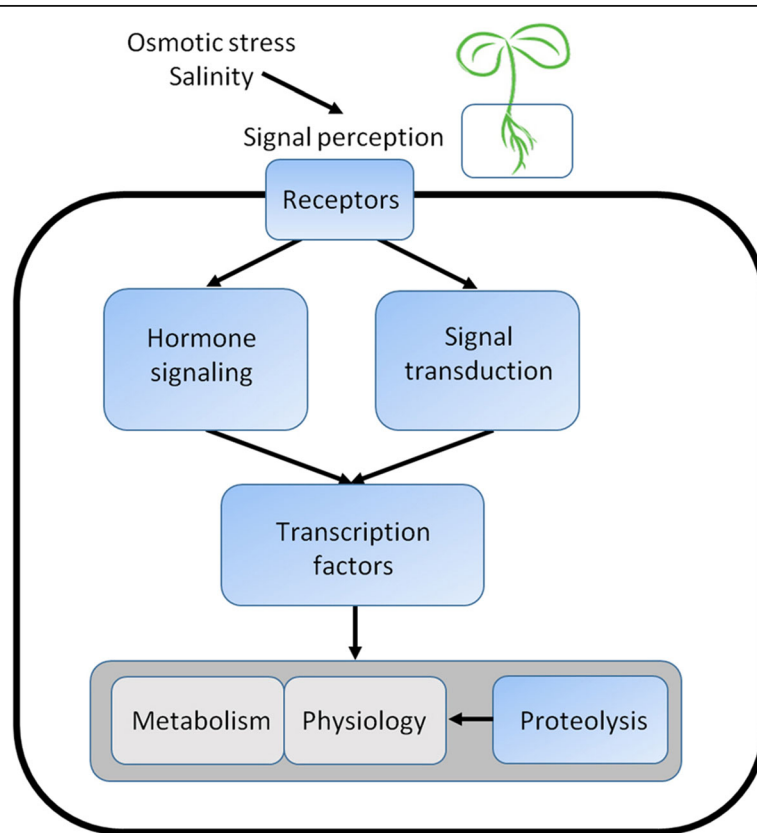 Osmotic stress
Salinity
Signal perception
Receptors
Hormone
signaling
Signal
transduction
Transcription
factors
Metabolism
Physiology
Proteolysis